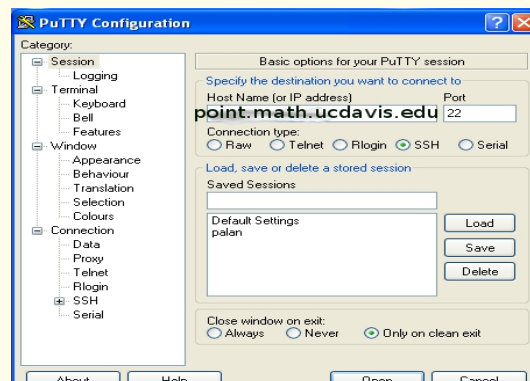 PuTTY Configuration
Category:
Session
Logging
Terminal
Keyboard
Bell
Features
Window
Appearance
Behaviour
Translation
Selection
Colours
Connection
Data
Proxy
Telnet
Rlogin
SSH
Serial
Basic options for your PuTTY session
Specify the destination you want to connect to
Host Name (or IP address) Port
point.math.ucdavis.edu 22
Connection type:
Raw Telnet Rlogin SSH Serial
Load, save or delete a stored session
Saved Sessions
Default Settings
palan
Load
Save
Delete
Close window on exit:
Always Never Only on clean exit
About Help Open Cancel